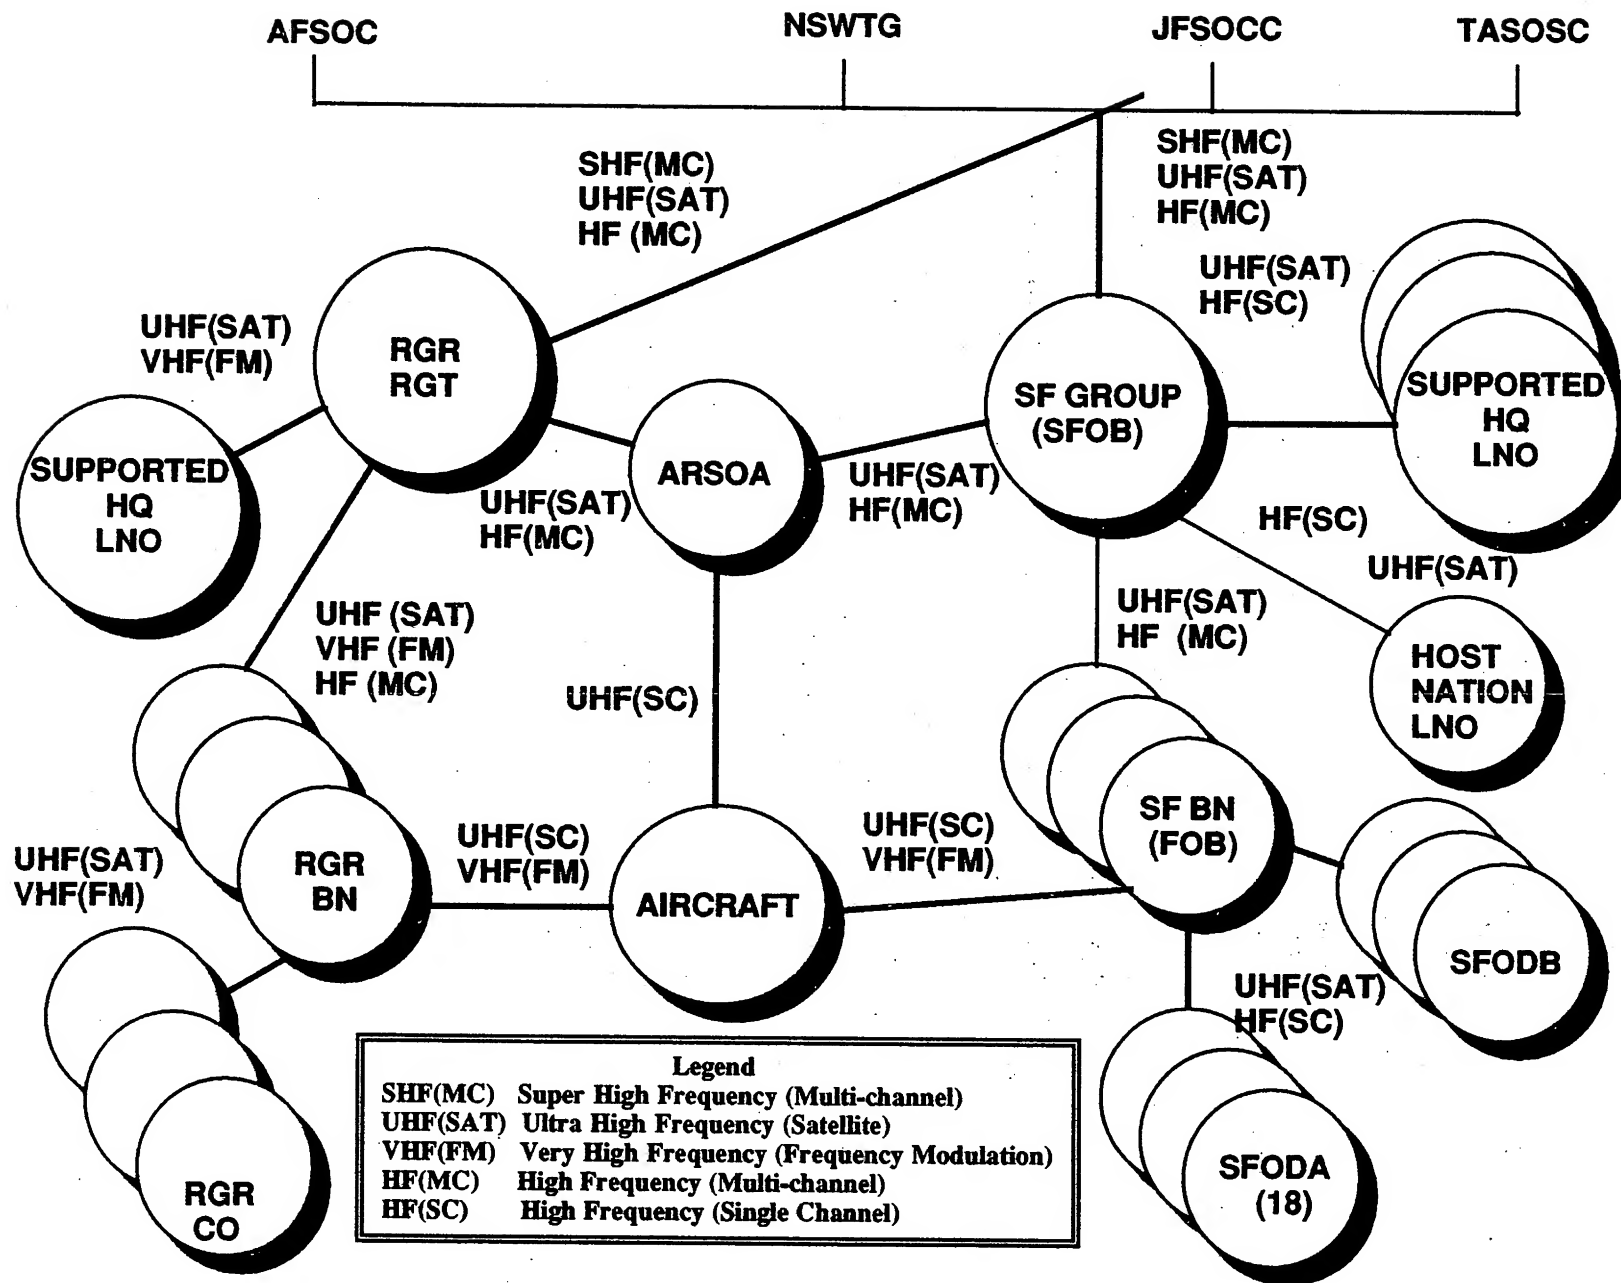 AFSOC
NSWTG
JFSOCC
TASOSC
SHF(MC)
UHF(SAT)
HF (MC)
SHF(MC)
UHF(SAT)
HF(MC)
UHF(SAT)
HF(SC)
UHF(SAT)
VHF(FM)
RGR
RGT
SUPPORTED
HQ
LNO
ARSOA
SF GROUP
(SFOB)
SUPPORTED
HQ
LNO
UHF(SAT)
HF(MC)
UHF(SAT)
HF(MC)
HF(SC)
UHF(SAT)
UHF (SAT)
VHF (FM)
HF (MC)
UHF(SC)
UHF(SAT)
HF (MC)
HOST
NATION
LNO
UHF(SAT)
VHF(FM)
RGR
BN
UHF(SC)
VHF(FM)
AIRCRAFT
UHF(SC)
VHF(FM)
SF BN
(FOB)
SFODB
UHF(SAT)
HF(SC)
SFODA
(18)
RGR
CO
Legend
SHF(MC) Super High Frequency (Multi-channel)
UHF(SAT) Ultra High Frequency (Satellite)
VHF(FM) Very High Frequency (Frequency Modulation)
HF(MC) High Frequency (Multi-channel)
HF(SC) High Frequency (Single Channel)